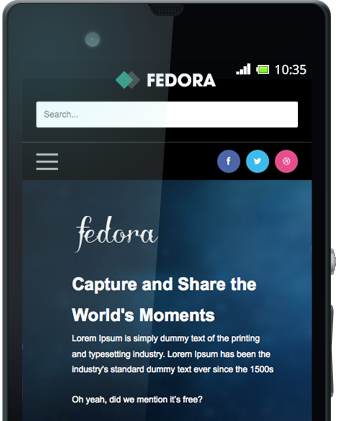 10:35
FEDORA
Search...
f
fedora
Capture and Share the
World's Moments
Lorem Ipsum is simply dummy text of the printing
and typesetting industry. Lorem Ipsum has been the
industry's standard dummy text ever since the 1500s
Oh yeah, did we mention it's free?